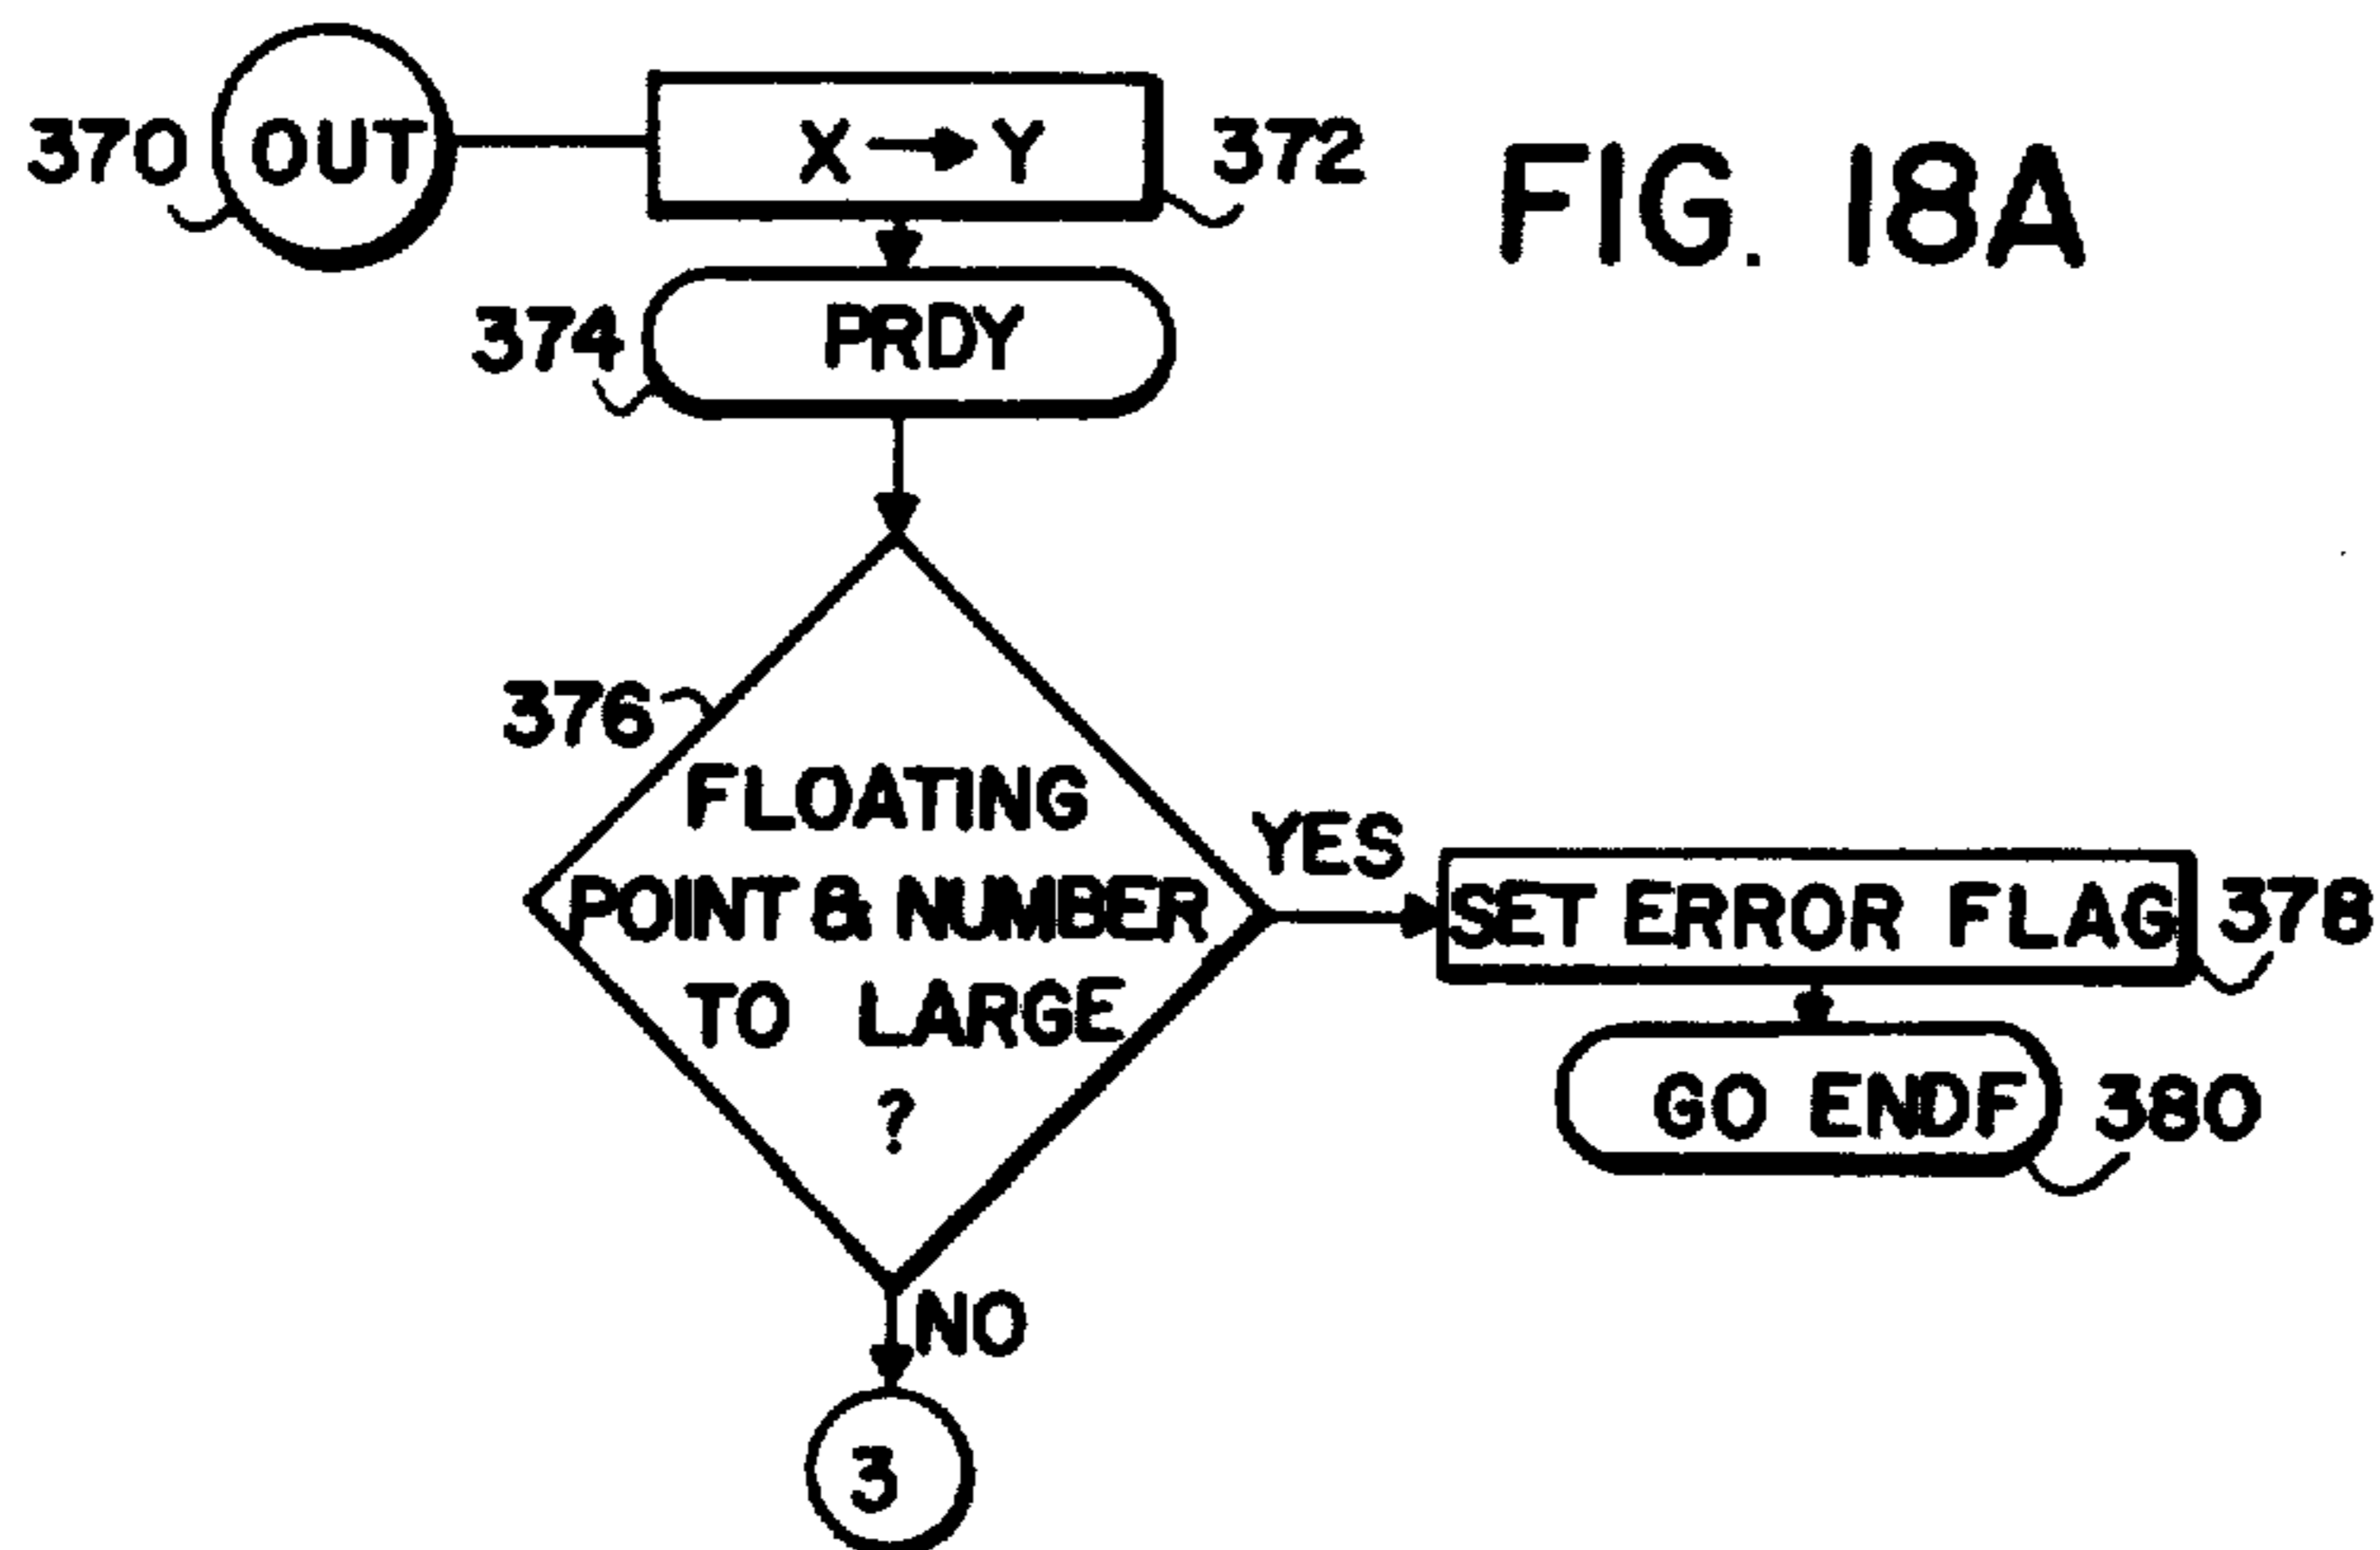 370
OUT
X → Y
372
FIG. 18A
374
PRDY
376
FLOATING
POINT & NUMBER
TO LARGE
?
YES
SET ERROR FLAG
378
GO ENDF
380
NO
3